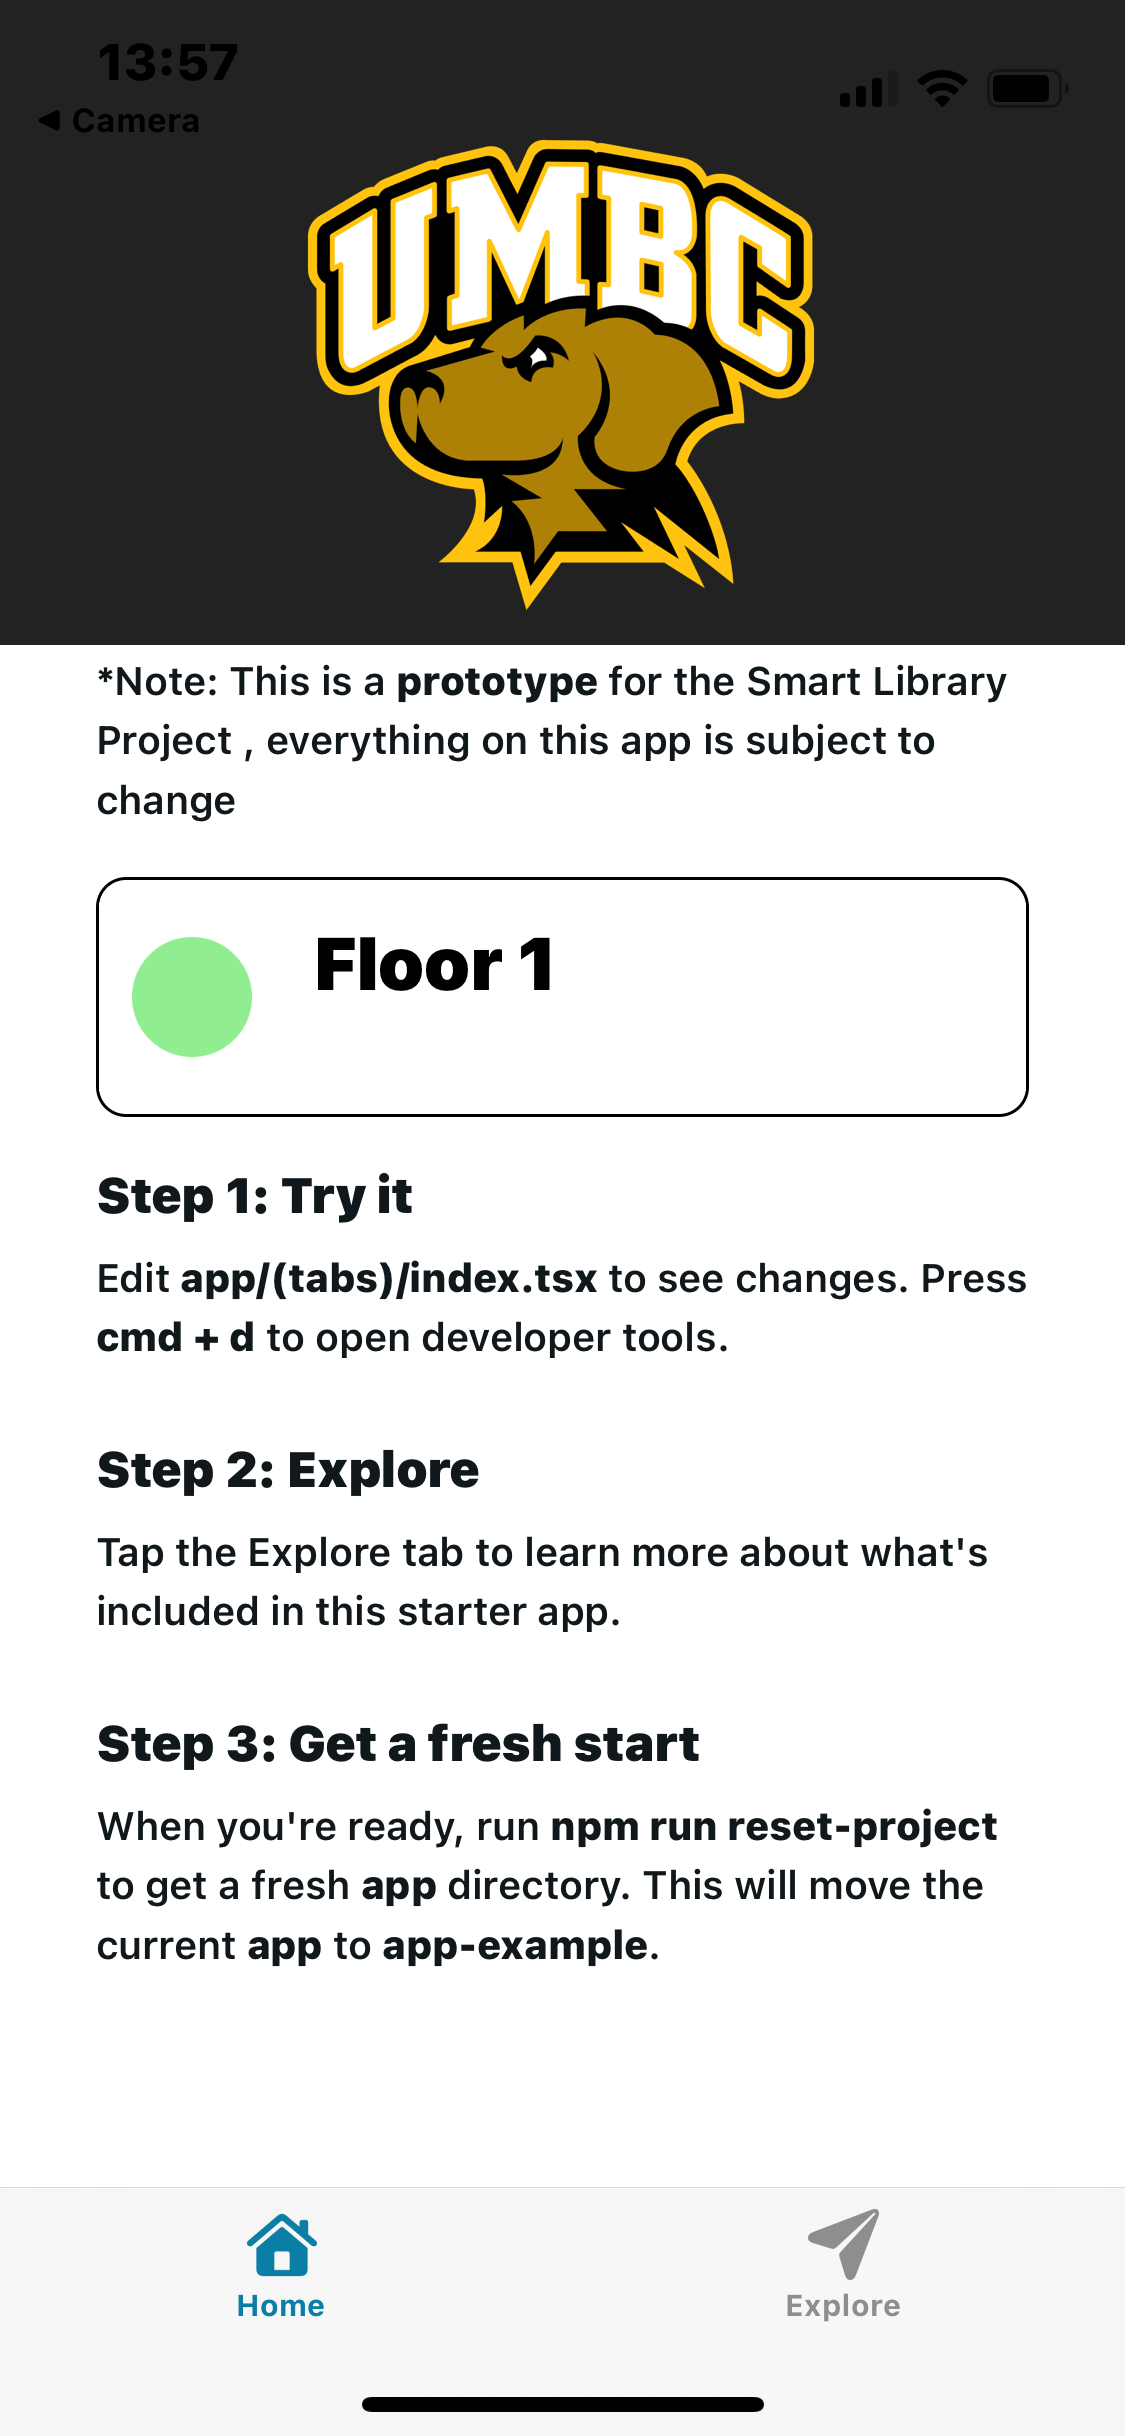 13:57
◀ Camera
UMBC
*Note: This is a prototype for the Smart Library
Project , everything on this app is subject to
change
Floor 1
Step 1: Try it
Edit app/(tabs)/index.tsx to see changes. Press
cmd + d to open developer tools.
Step 2: Explore
Tap the Explore tab to learn more about what's
included in this starter app.
Step 3: Get a fresh start
When you're ready, run npm run reset-project
to get a fresh app directory. This will move the
current app to app-example.
Home
Explore